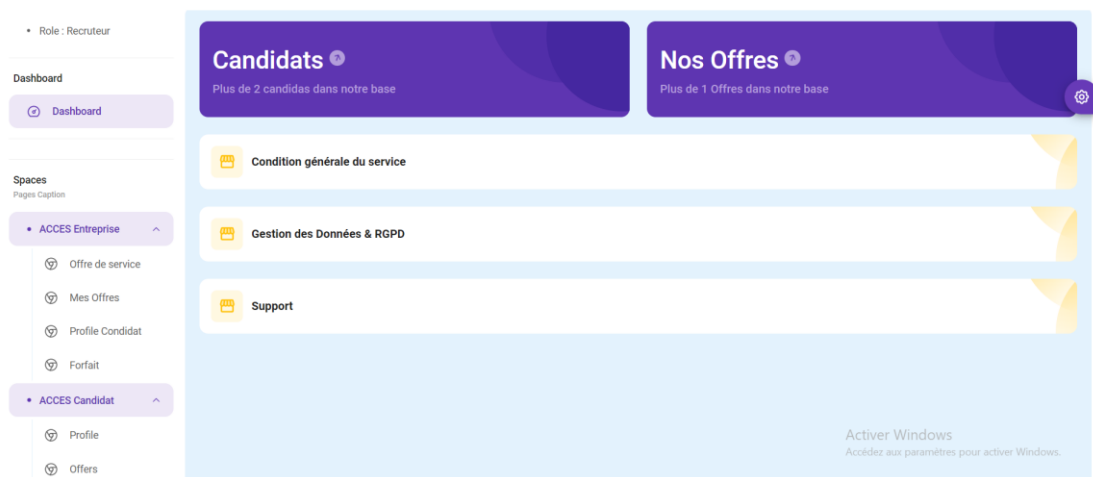 Role : Recruteur
Dashboard
Dashboard
Spaces
Pages Caption
ACCES Entreprise
Offre de service
Mes Offres
Profile Condidat
Forfait
ACCES Candidat
Profile
Offers
Candidats
Plus de 2 candidas dans notre base
Nos Offres
Plus de 1 Offres dans notre base
Condition générale du service
Gestion des Données & RGPD
Support
Activer Windows
Accédez aux paramètres pour activer Windows.